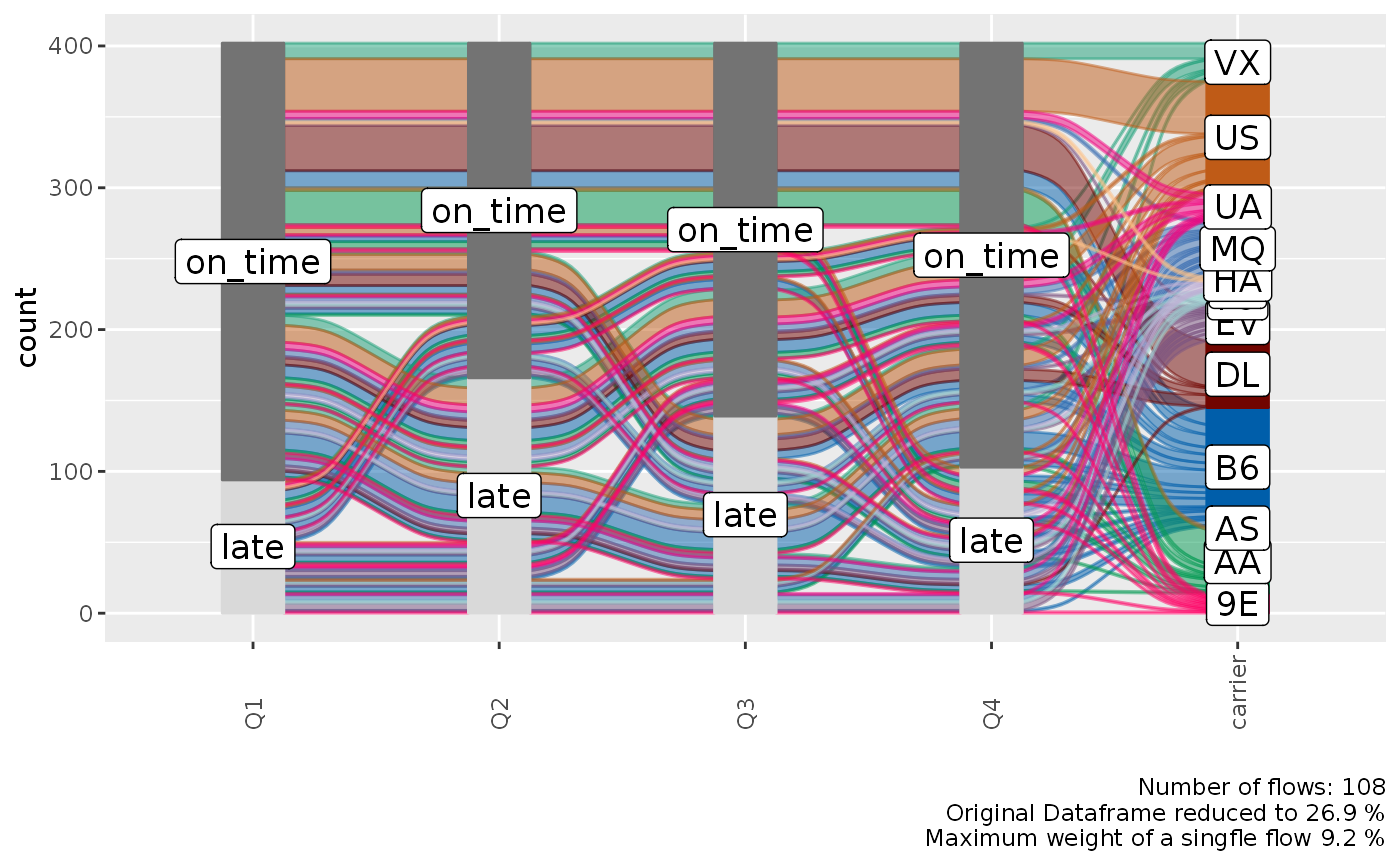 400
300
200
100
0
count
on_time
late
on_time
late
on_time
late
on_time
late
VX
US
UA
MQ
HA
EV
DL
B6
AS
AA
9E
Q1
Q2
Q3
Q4
carrier
Number of flows: 108
Original Dataframe reduced to 26.9 %
Maximum weight of a singfle flow 9.2 %